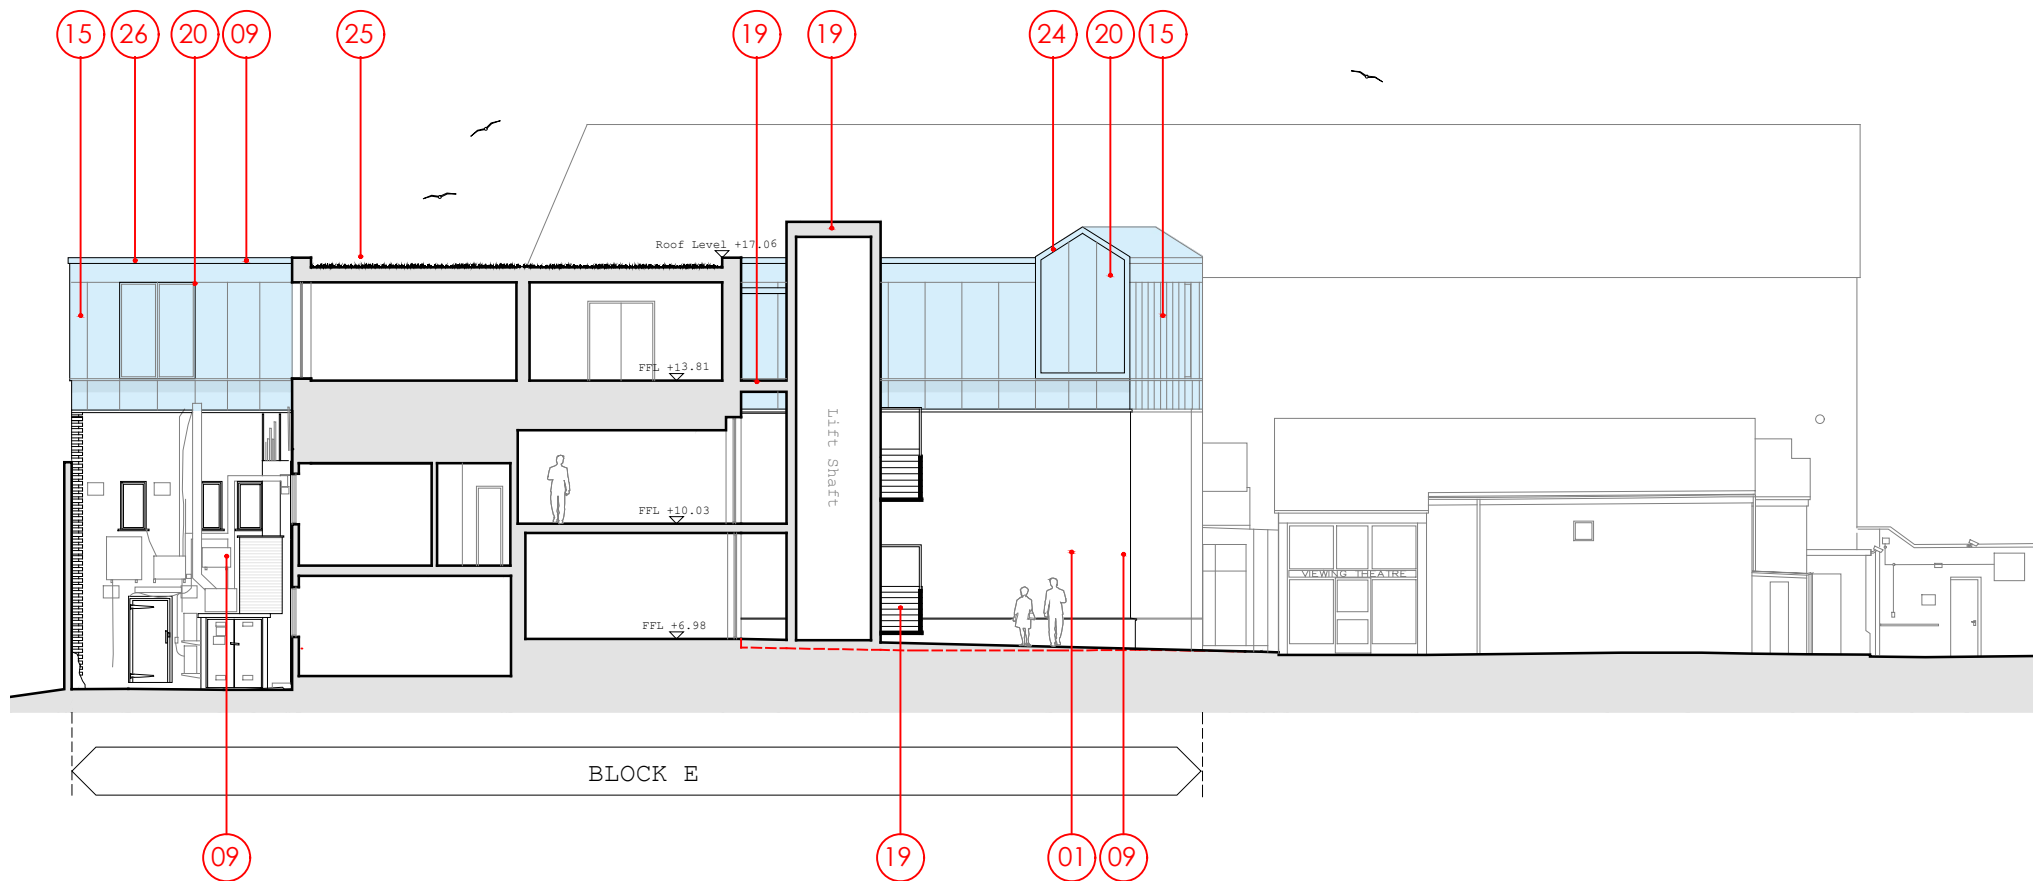 15 26 20 09 25 19 19 24 20 15
Roof Level +17.06
FFL +13.81
Lift Shaft
FFL +10.03
VIEWING THEATRE
FFL +6.98
BLOCK E
09 19 01 09